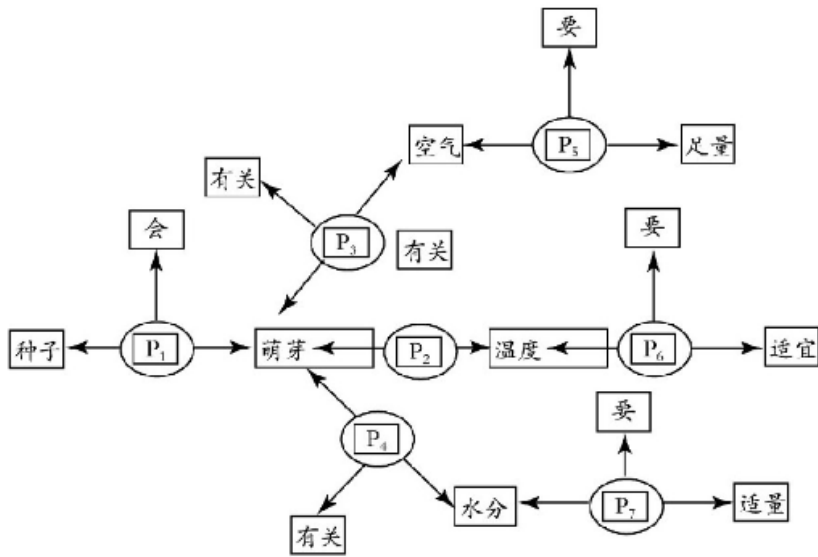 要
空气
P5
足量
有关
会
P3
有关
要
种子
P1
萌芽
P2
温度
P6
适宜
要
P4
有关
水分
P7
适量